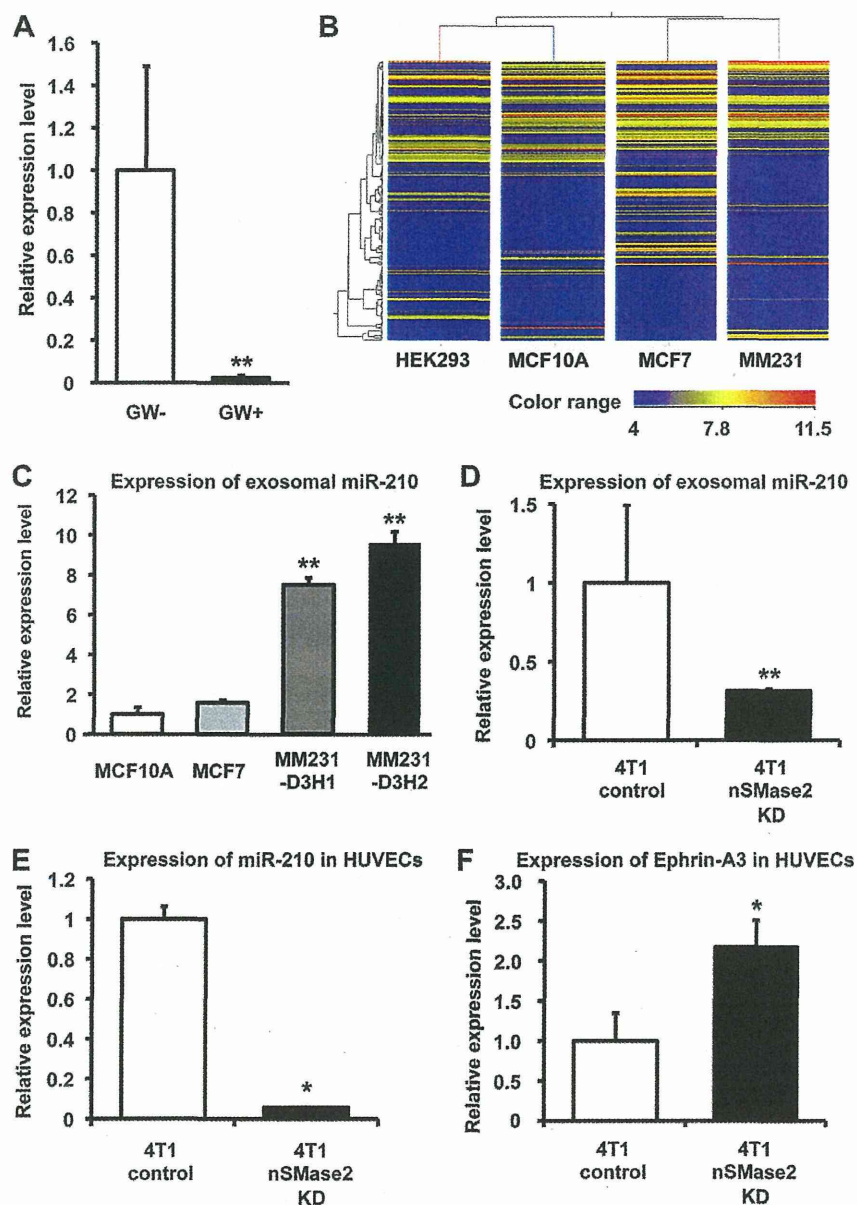 A
Relative expression level
1.6
1.4
1.2
1.0
0.8
0.6
0.4
0.2
0
**
GW-
GW+
B
HEK293
MCF10A
MCF7
MM231
Color range
4
7.8
11.5
C
Expression of exosomal miR-210
Relative expression level
12
10
8
6
4
2
0
**
**
MCF10A
MCF7
MM231
-D3H1
MM231
-D3H2
D
Expression of exosomal miR-210
Relative expression level
1.5
1
0.5
0
**
4T1
control
4T1
nSMase2
KD
E
Expression of miR-210 in HUVECs
Relative expression level
1.2
1
0.8
0.6
0.4
0.20
0
*
4T1
control
4T1
nSMase2
KD
F
Expression of Ephrin-A3 in HUVECs
Relative expression level
3.0
2.5
2.0
1.0
1.0
0.5
0.0
*
4T1
control
4T1
nSMase2
KD